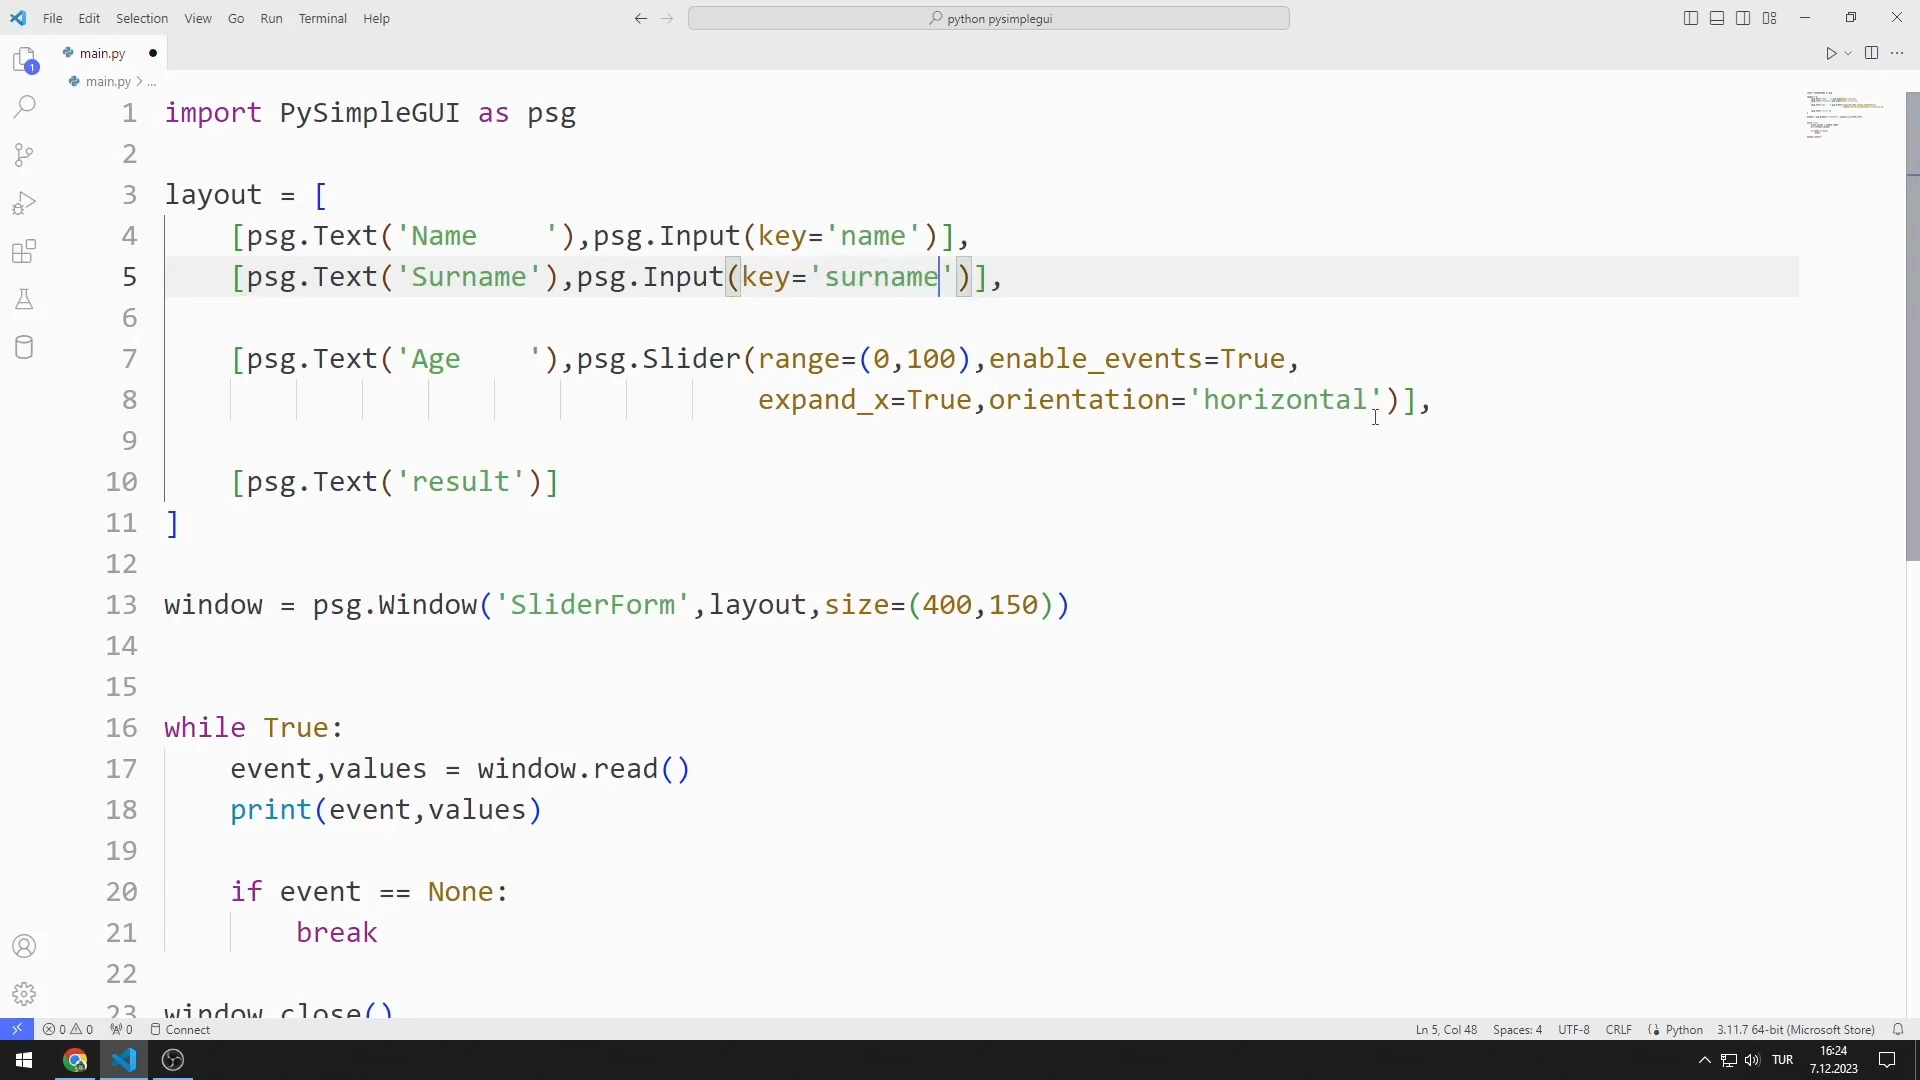 File Edit Selection View Go Run Terminal Help
python pysimplegui
main.py
main.py > ...
1 import PySimpleGUI as psg
2
3 layout = [
4     [psg.Text('Name    '),psg.Input(key='name')],
5     [psg.Text('Surname'),psg.Input(key='surname')],
6
7     [psg.Text('Age    '),psg.Slider(range=(0,100),enable_events=True,
8                                     expand_x=True,orientation='horizontal')],
9
10     [psg.Text('result')]
11 ]
12
13 window = psg.Window('SliderForm',layout,size=(400,150))
14
15
16 while True:
17     event,values = window.read()
18     print(event,values)
19
20     if event == None:
21         break
22
23 window.close()
1
0 0 0 Connect
Ln 5, Col 48 Spaces: 4 UTF-8 CRLF Python 3.11.7 64-bit (Microsoft Store)
TUR 16:24
7.12.2023